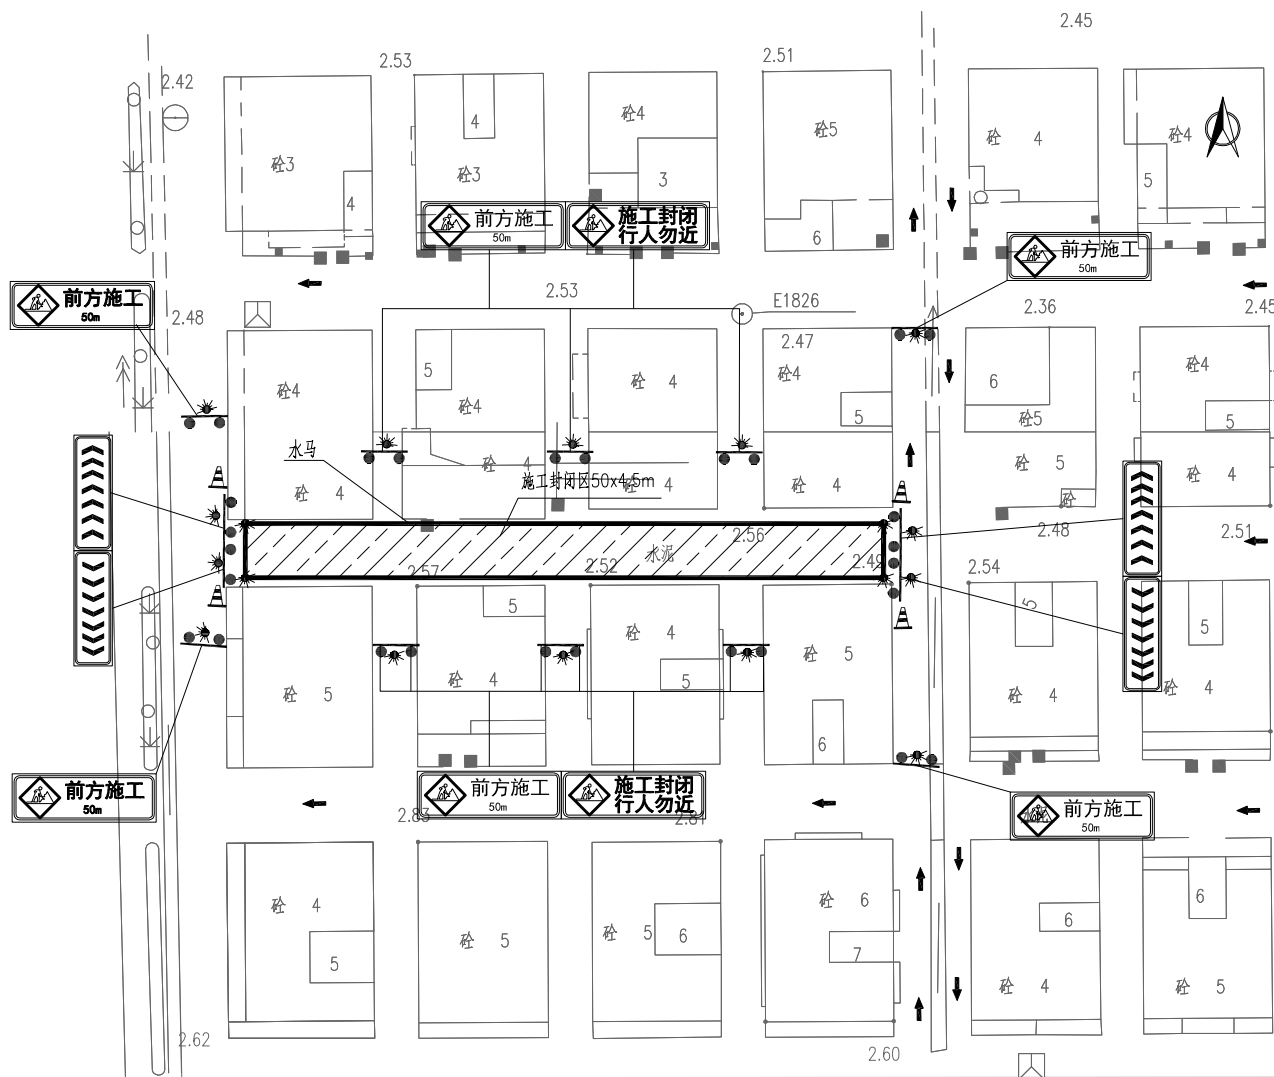 2.45
2.53
2.51
2.42
4
砼4
砼5
砼
4
砼4
砼3
砼3
3
5
4
6
前方施工
50m
施工封闭
行人勿近
前方施工
50m
前方施工
50m
2.53
E1826
2.36
2.45
2.48
2.47
5
砼4
砼 4
砼4
6
砼4
砼4
5
砼5
5
水马
砼 4
砼 5
砼 4
砼 4
施工封闭区50x4.5m
砼4
砼 4
砼
2.56
2.48
2.51
水泥
2.57
2.52
2.49
2.54
5
砼 4
5
5
砼 5
砼 4
5
砼 5
砼 4
砼 4
6
前方施工
50m
前方施工
50m
施工封闭
行人勿近
前方施工
50m
2.83
2.81
砼 4
5
砼 5
砼 5
6
砼 6
7
6
6
砼 4
砼 5
2.62
2.60